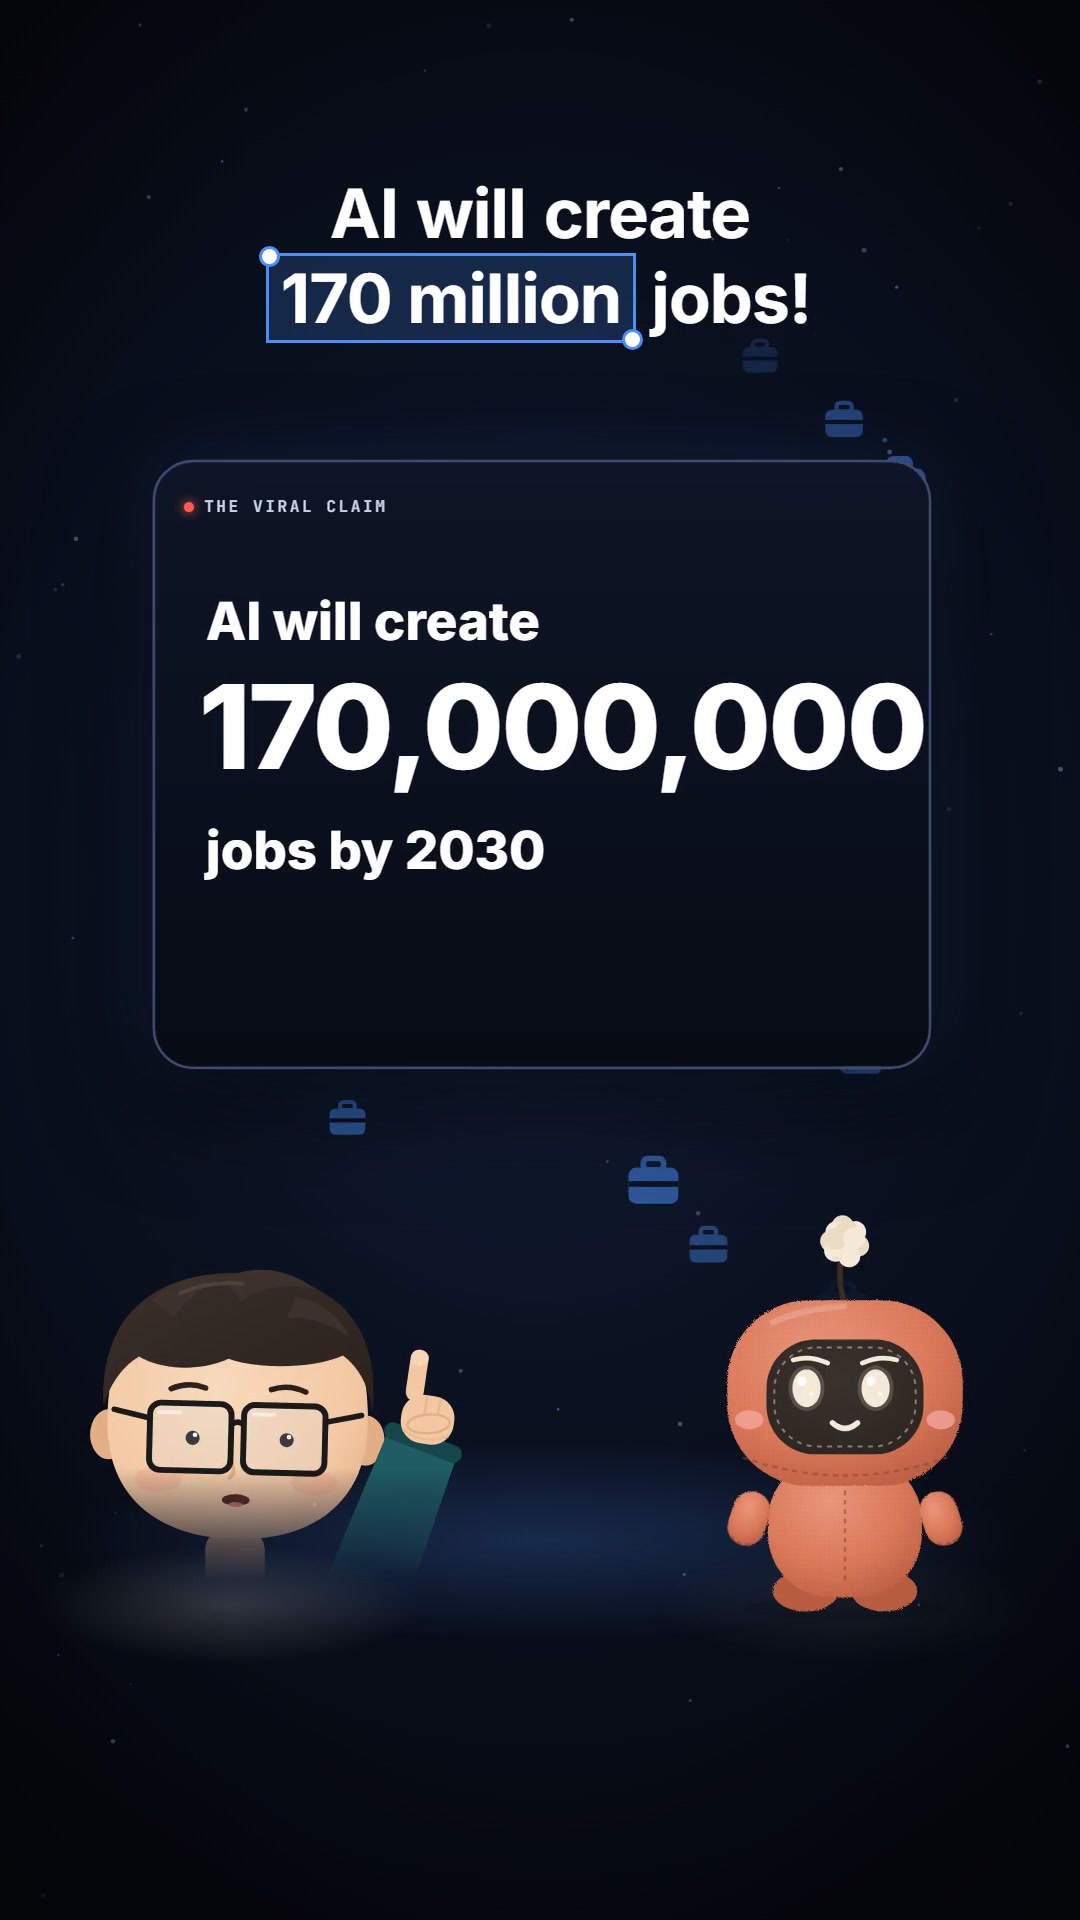 AI will create
170 million jobs!
THE VIRAL CLAIM
AI will create
170,000,000
jobs by 2030